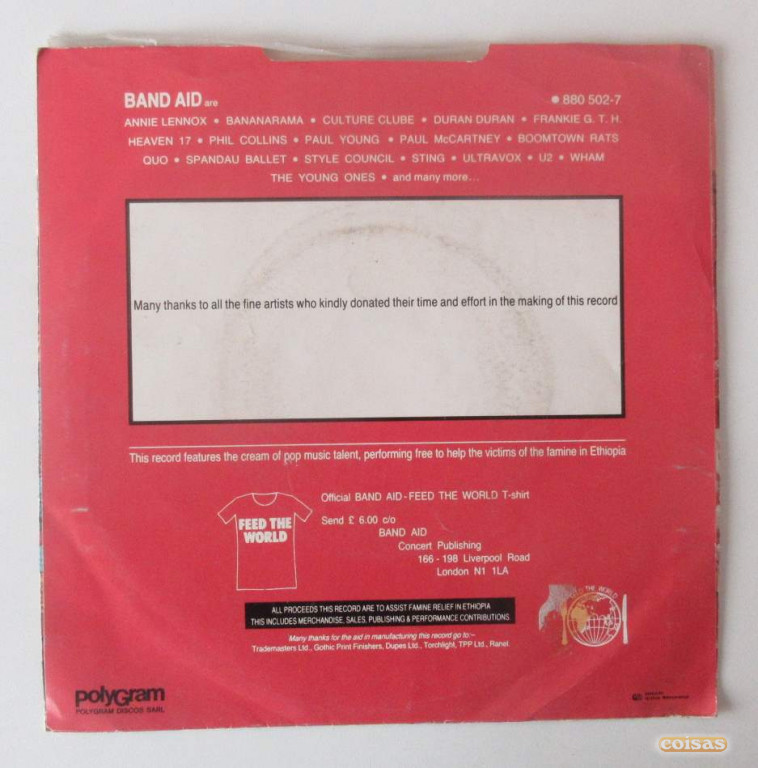 BAND AID are
● 880 502-7
ANNIE LENNOX • BANANARAMA • CULTURE CLUBE • DURAN DURAN • FRANKIE G. T. H.
HEAVEN 17 • PHIL COLLINS • PAUL YOUNG • PAUL McCARTNEY • BOOMTOWN RATS
QUO • SPANDAU BALLET • STYLE COUNCIL • STING • ULTRAVOX • U2 • WHAM
THE YOUNG ONES • and many more...
Many thanks to all the fine artists who kindly donated their time and effort in the making of this record
This record features the cream of pop music talent, performing free to help the victims of the famine in Ethiopia
FEED THE
WORLD
Official BAND AID - FEED THE WORLD T-shirt
Send £ 6.00 c/o
BAND AID
Concert Publishing
166 - 198 Liverpool Road
London N1 1LA
ALL PROCEEDS THIS RECORD ARE TO ASSIST FAMINE RELIEF IN ETHIOPIA
THIS INCLUDES MERCHANDISE, SALES, PUBLISHING & PERFORMANCE CONTRIBUTIONS
THE WORLD
Many thanks for the aid in manufacturing this record go to:-
Trademasters Ltd., Gothic Print Finishers, Dupes Ltd., Torchlight, TPP Ltd., Ranel.
polyGram
POLYGRAM DISCOS SARL
coisas